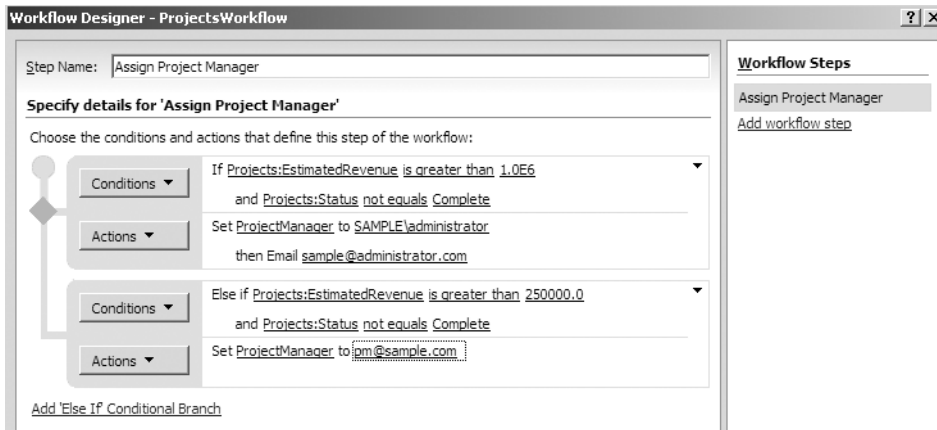 Workflow Designer - ProjectsWorkflow
? X
Step Name: Assign Project Manager
Specify details for 'Assign Project Manager'
Choose the conditions and actions that define this step of the workflow:
Conditions
If Projects:EstimatedRevenue is greater than 1.0E6
and Projects:Status not equals Complete
Actions
Set ProjectManager to SAMPLE\administrator
then Email sample@administrator.com
Conditions
Else if Projects:EstimatedRevenue is greater than 250000.0
and Projects:Status not equals Complete
Actions
Set ProjectManager to pm@sample.com
Add 'Else If' Conditional Branch
Workflow Steps
Assign Project Manager
Add workflow step